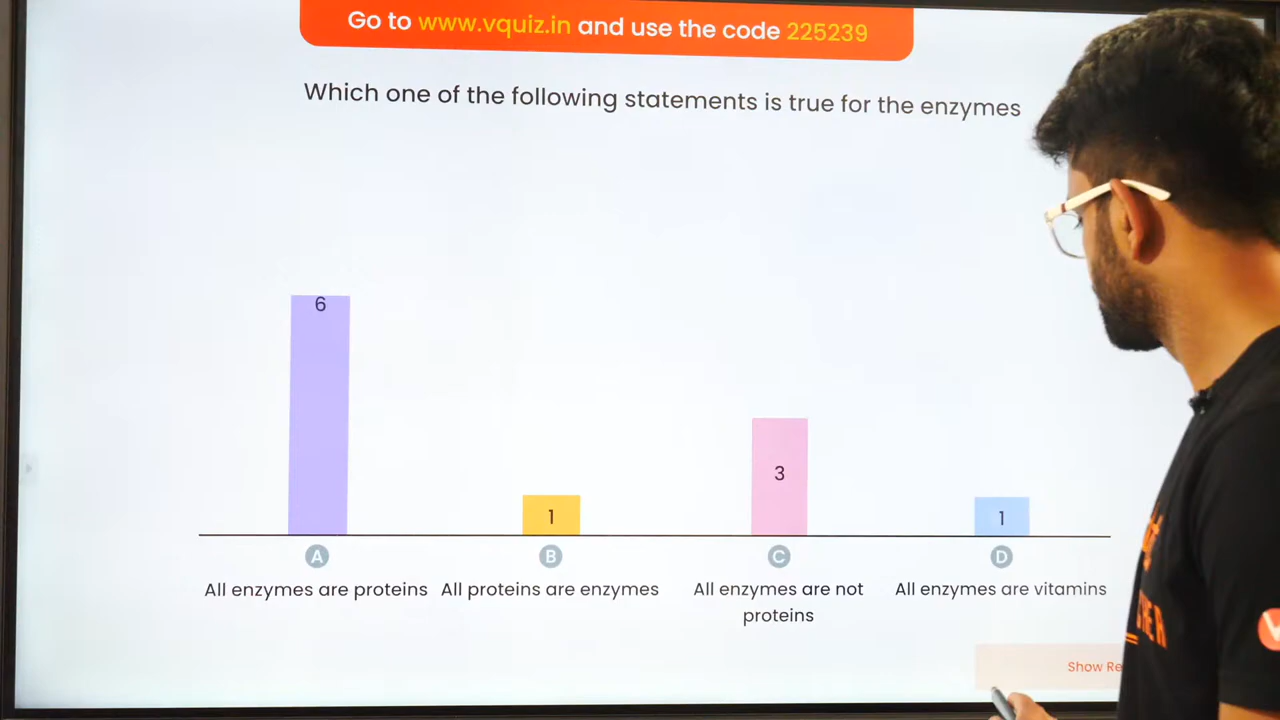 Go to www.vquiz.in and use the code 225239
Which one of the following statements is true for the enzymes
6
1
3
1
A
B
C
D
All enzymes are proteins
All proteins are enzymes
All enzymes are not
proteins
All enzymes are vitamins
Show Re